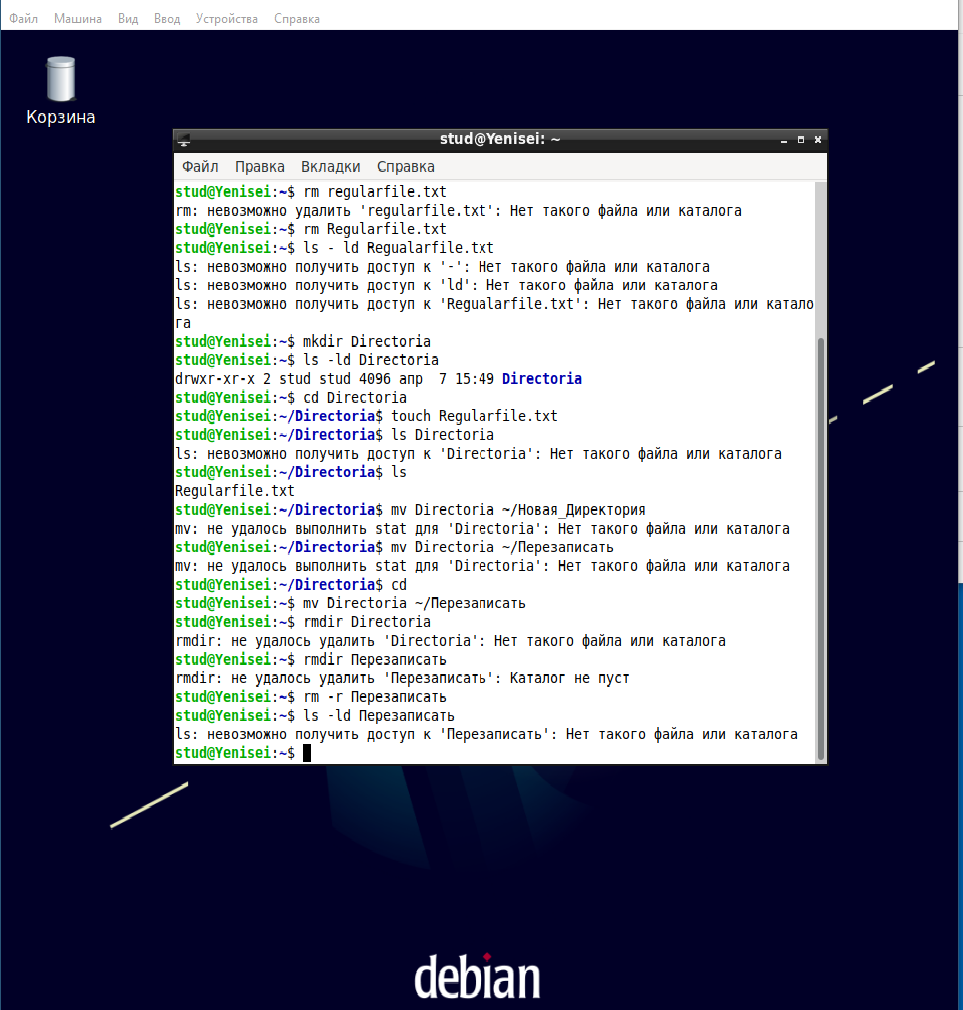 Файл Машина Вид Ввод Устройства Справка
Корзина
stud@Yenisei: ~
Файл Правка Вкладки Справка
stud@Yenisei:~$ rm regularfile.txt
rm: невозможно удалить 'regularfile.txt': Нет такого файла или каталога
stud@Yenisei:~$ rm Regularfile.txt
stud@Yenisei:~$ ls - ld Regualarfile.txt
ls: невозможно получить доступ к '-': Нет такого файла или каталога
ls: невозможно получить доступ к 'ld': Нет такого файла или каталога
ls: невозможно получить доступ к 'Regualarfile.txt': Нет такого файла или катало
га
stud@Yenisei:~$ mkdir Directoria
stud@Yenisei:~$ ls -ld Directoria
drwxr-xr-x 2 stud stud 4096 апр  7 15:49 Directoria
stud@Yenisei:~$ cd Directoria
stud@Yenisei:~/Directoria$ touch Regularfile.txt
stud@Yenisei:~/Directoria$ ls Directoria
ls: невозможно получить доступ к 'Directoria': Нет такого файла или каталога
stud@Yenisei:~/Directoria$ ls
Regularfile.txt
stud@Yenisei:~/Directoria$ mv Directoria ~/Новая_Директория
mv: не удалось выполнить stat для 'Directoria': Нет такого файла или каталога
stud@Yenisei:~/Directoria$ mv Directoria ~/Перезаписать
mv: не удалось выполнить stat для 'Directoria': Нет такого файла или каталога
stud@Yenisei:~/Directoria$ cd
stud@Yenisei:~$ mv Directoria ~/Перезаписать
stud@Yenisei:~$ rmdir Directoria
rmdir: не удалось удалить 'Directoria': Нет такого файла или каталога
stud@Yenisei:~$ rmdir Перезаписать
rmdir: не удалось удалить 'Перезаписать': Каталог не пуст
stud@Yenisei:~$ rm -r Перезаписать
stud@Yenisei:~$ ls -ld Перезаписать
ls: невозможно получить доступ к 'Перезаписать': Нет такого файла или каталога
stud@Yenisei:~$
debian